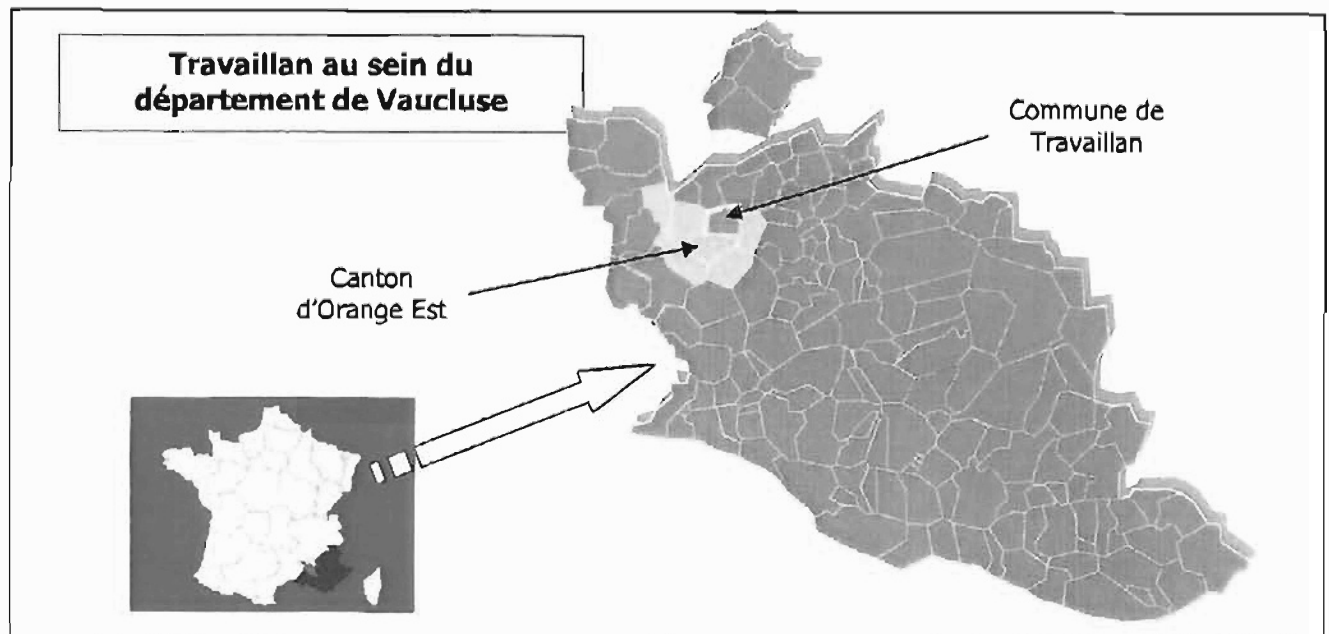 Travaillan au sein du
département de Vaucluse
Commune de
Travaillan
Canton
d'Orange Est